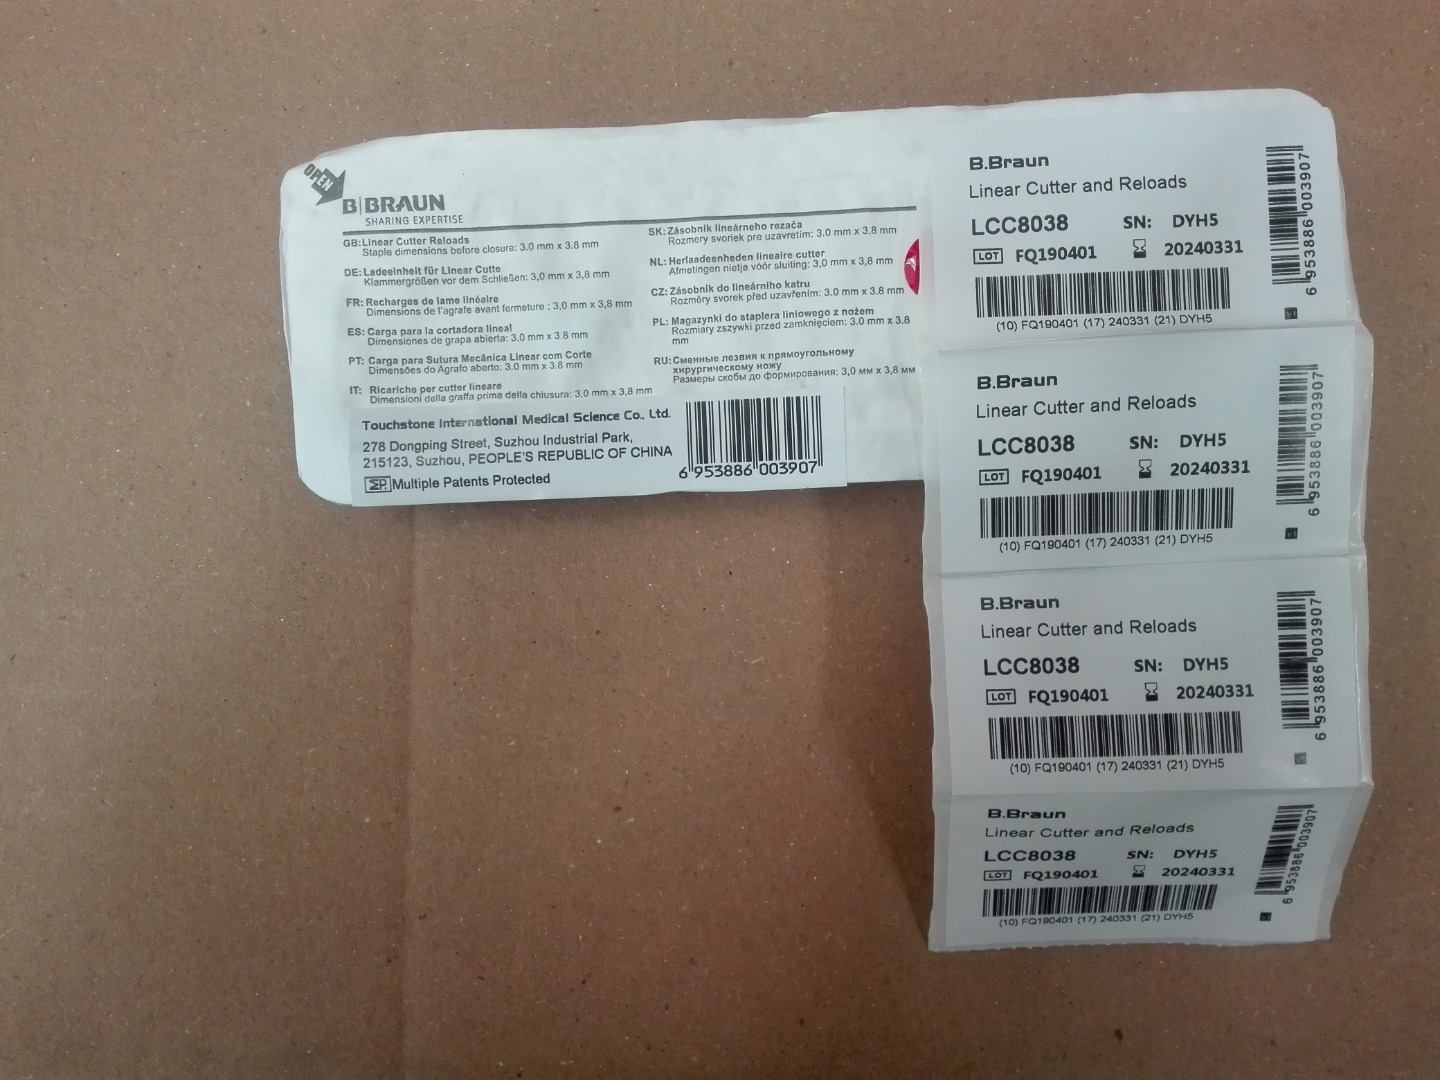 OPEN
B|BRAUN
SHARING EXPERTISE
GB: Linear Cutter Reloads
Staple dimensions before closure: 3.0 mm x 3.8 mm
DE: Ladeeinheit für Linear Cutte
Klammergrößen vor dem Schließen: 3,0 mm x 3,8 mm
FR: Recharges de lame linéaire
Dimensions de l'agrafe avant fermeture : 3,0 mm x 3,8 mm
ES: Carga para la cortadora lineal
Dimensiones de grapa abierta: 3.0 mm x 3.8 mm
PT: Carga para Sutura Mecânica Linear com Corte
Dimensões do Agrafo aberto: 3.0 mm x 3.8 mm
IT: Ricariche per cutter lineare
Dimensioni della graffa prima della chiusura: 3,0 mm x 3,8 mm
SK: Zásobník lineárneho rezača
Rozmery svoriek pre uzavretím: 3.0 mm x 3.8 mm
NL: Herlaadeenheden lineaire cutter
Afmetingen nietje vóór sluiting: 3,0 mm x 3,8 mm
CZ: Zásobník do lineárního katru
Rozměry svorek před uzavřením: 3.0 mm x 3.8 mm
PL: Magazynki do staplera liniowego z nożem
Rozmiary zszywki przed zamknięciem: 3.0 mm x 3.8
mm
RU: Сменные лезвия к прямоугольному
хирургическому ножу
Размеры скобы до формирования: 3,0 мм x 3,8 мм
Touchstone International Medical Science Co., Ltd.
278 Dongping Street, Suzhou Industrial Park,
215123, Suzhou, PEOPLE'S REPUBLIC OF CHINA
Multiple Patents Protected
6 953886 003907
B.Braun
Linear Cutter and Reloads
LCC8038 SN: DYH5
LOT FQ190401 20240331
(10) FQ190401 (17) 240331 (21) DYH5
6 953886 003907
B.Braun
Linear Cutter and Reloads
LCC8038 SN: DYH5
LOT FQ190401 20240331
(10) FQ190401 (17) 240331 (21) DYH5
6 953886 003907
B.Braun
Linear Cutter and Reloads
LCC8038 SN: DYH5
LOT FQ190401 20240331
(10) FQ190401 (17) 240331 (21) DYH5
6 953886 003907
B.Braun
Linear Cutter and Reloads
LCC8038 SN: DYH5
LOT FQ190401 20240331
(10) FQ190401 (17) 240331 (21) DYH5
6 953886 003907